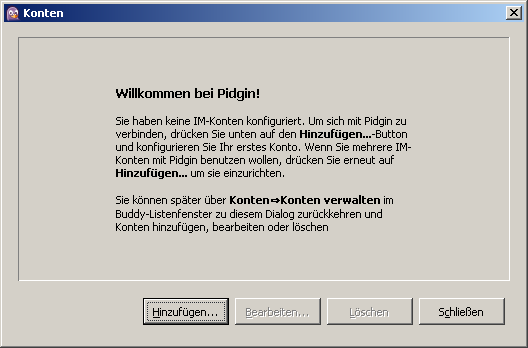 Konten
Willkommen bei Pidgin!
Sie haben keine IM-Konten konfiguriert. Um sich mit Pidgin zu
verbinden, drücken Sie unten auf den Hinzufügen...-Button
und konfigurieren Sie Ihr erstes Konto. Wenn Sie mehrere IM-
Konten mit Pidgin benutzen wollen, drücken Sie erneut auf
Hinzufügen... um sie einzurichten.
Sie können später über Konten⇨Konten verwalten im
Buddy-Listenfenster zu diesem Dialog zurückkehren und
Konten hinzufügen, bearbeiten oder löschen
Hinzufügen... Bearbeiten... Löschen Schließen